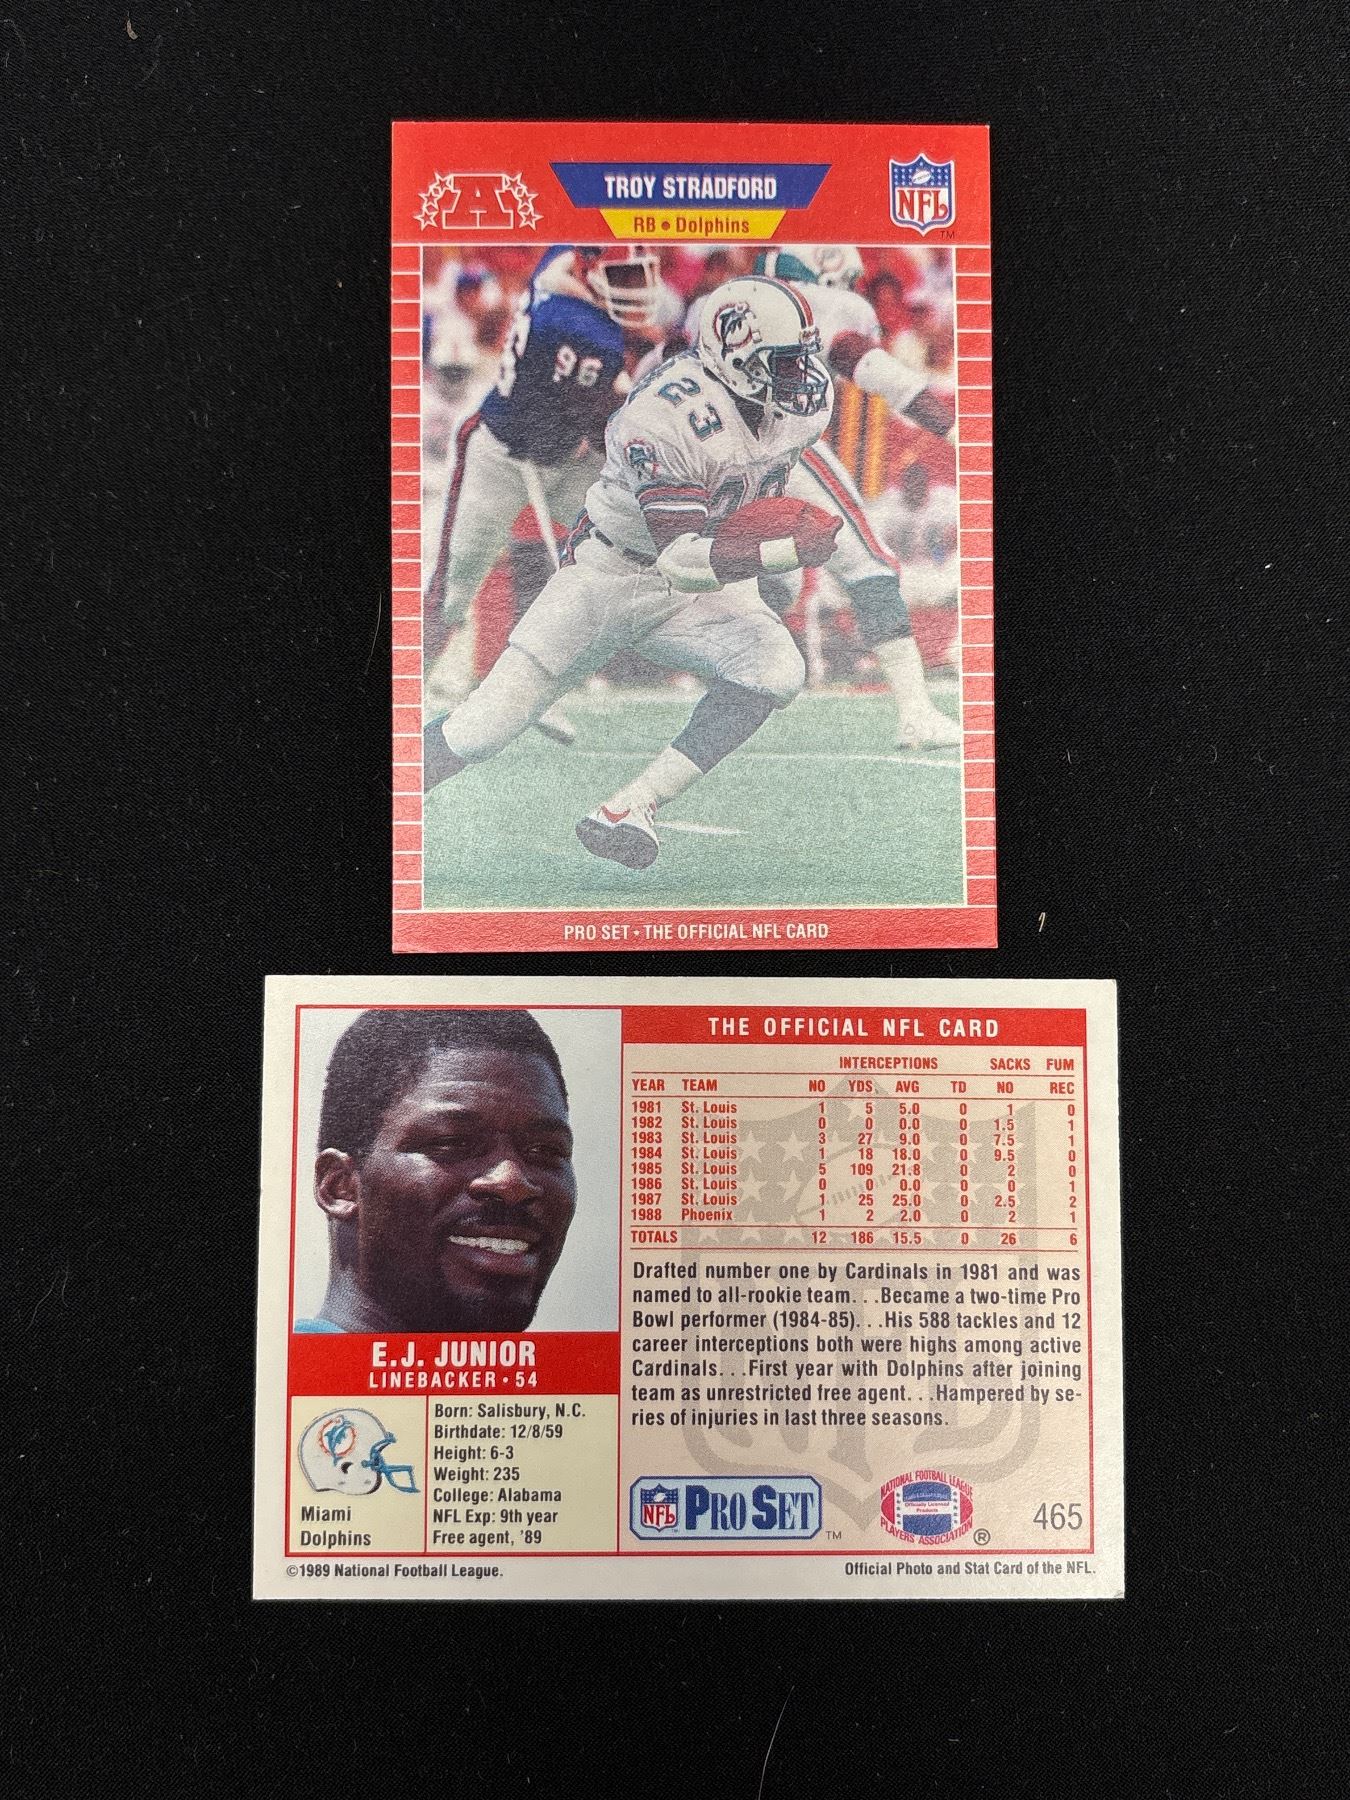 TROY STRADFORD
RB • Dolphins
A
NFL
TM
96
23
PRO SET • THE OFFICIAL NFL CARD
THE OFFICIAL NFL CARD
INTERCEPTIONS SACKS FUM
YEAR TEAM NO YDS. AVG TD NO REC
1981 St. Louis 1 5 5.0 0 1 0
1982 St. Louis 0 0 0.0 0 1.5 1
1983 St. Louis 3 27 9.0 0 7.5 1
1984 St. Louis 1 18 18.0 0 9.5 0
1985 St. Louis 5 109 21.8 0 2 0
1986 St. Louis 0 0 0.0 0 0 1
1987 St. Louis 1 25 25.0 0 2.5 2
1988 Phoenix 1 2 2.0 0 2 1
TOTALS 12 186 15.5 0 26 6
Drafted number one by Cardinals in 1981 and was
named to all-rookie team. . .Became a two-time Pro
Bowl performer (1984-85). . .His 588 tackles and 12
career interceptions both were highs among active
Cardinals. . .First year with Dolphins after joining
team as unrestricted free agent. . .Hampered by se-
ries of injuries in last three seasons.
E.J. JUNIOR
LINEBACKER • 54
Miami
Dolphins
Born: Salisbury, N.C.
Birthdate: 12/8/59
Height: 6-3
Weight: 235
College: Alabama
NFL Exp: 9th year
Free agent, '89
NFL PRO SET TM
NATIONAL FOOTBALL LEAGUE
Officially Licensed
Products
PLAYERS ASSOCIATION ®
465
©1989 National Football League.
Official Photo and Stat Card of the NFL.